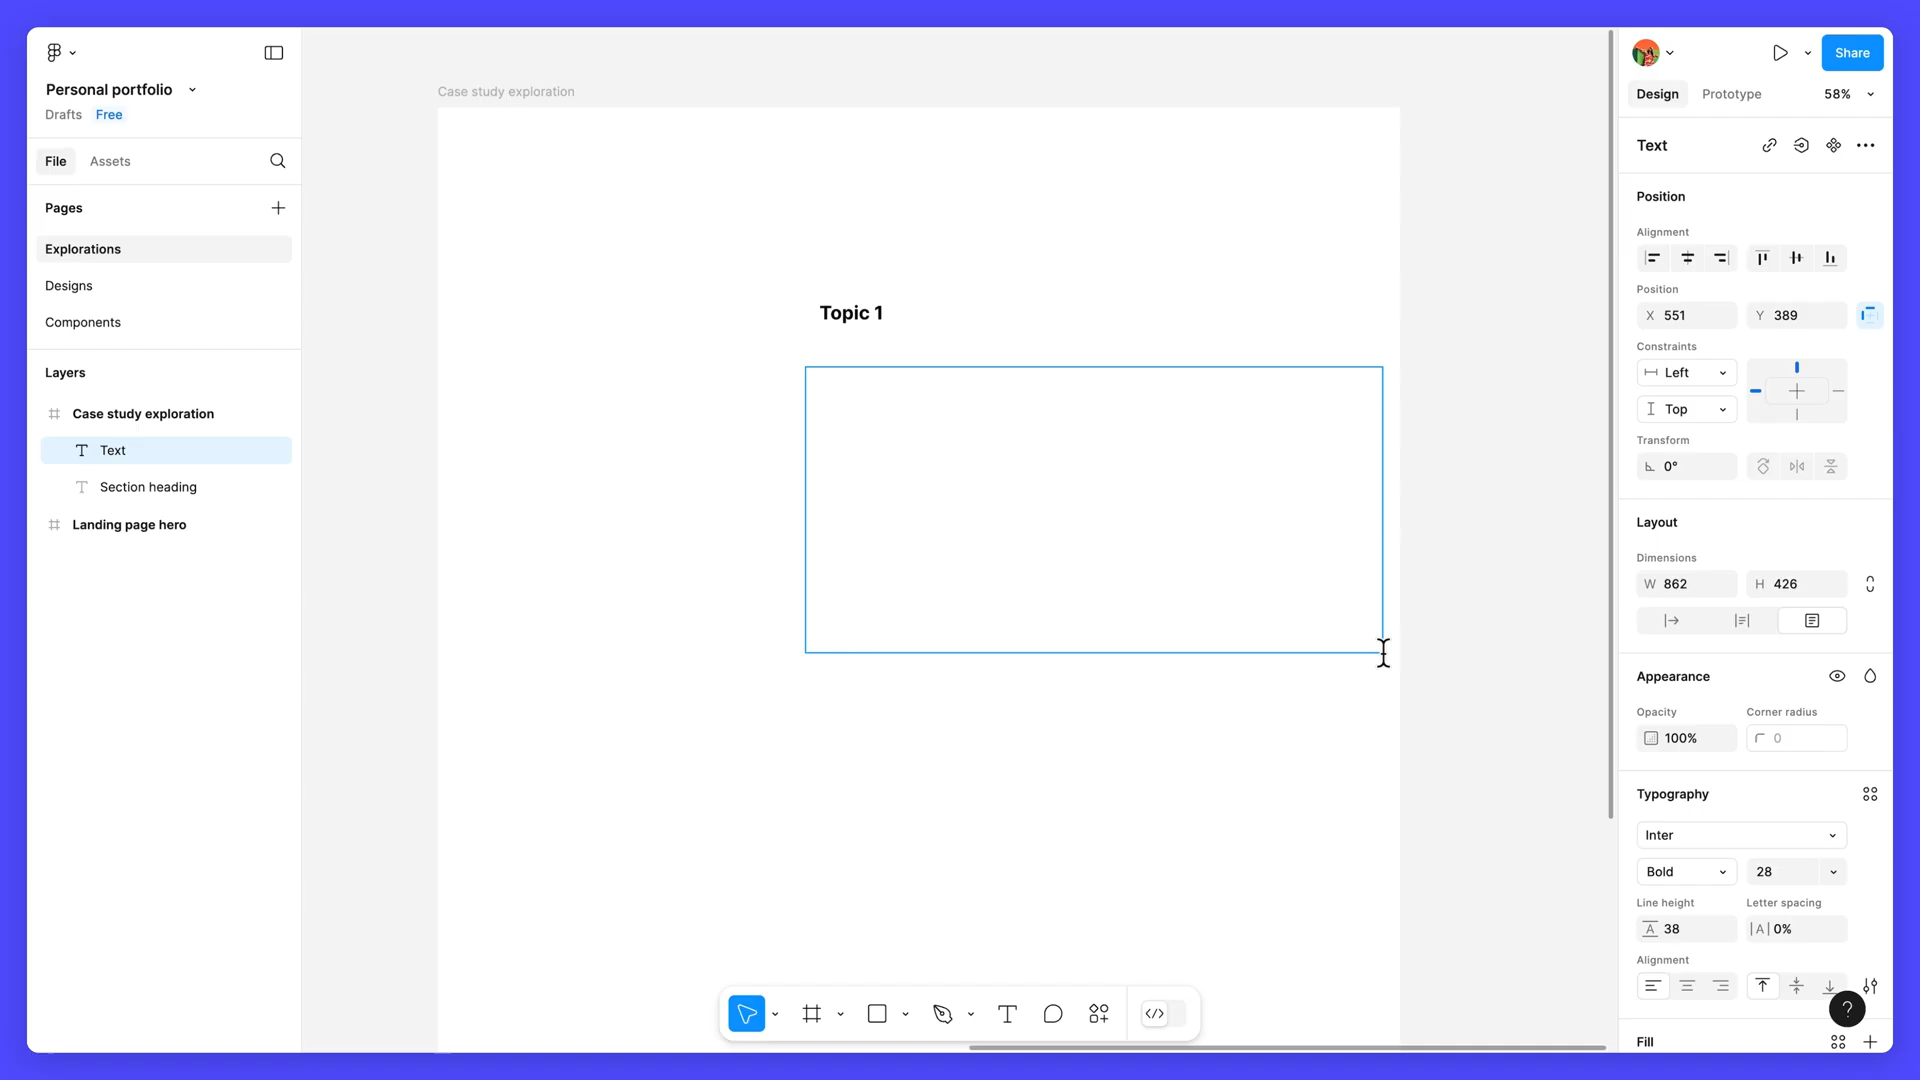 Personal portfolio
Drafts Free
File Assets
Pages
Explorations
Designs
Components
Layers
Case study exploration
Text
Section heading
Landing page hero
Case study exploration
Topic 1
Share
Design Prototype 58%
Text
Position
Alignment
Position
X 551 Y 389
Constraints
Left
Top
Transform
0°
Layout
Dimensions
W 862 H 426
Appearance
Opacity Corner radius
100% 0
Typography
Inter
Bold 28
Line height Letter spacing
A 38 |A| 0%
Alignment
?
Fill